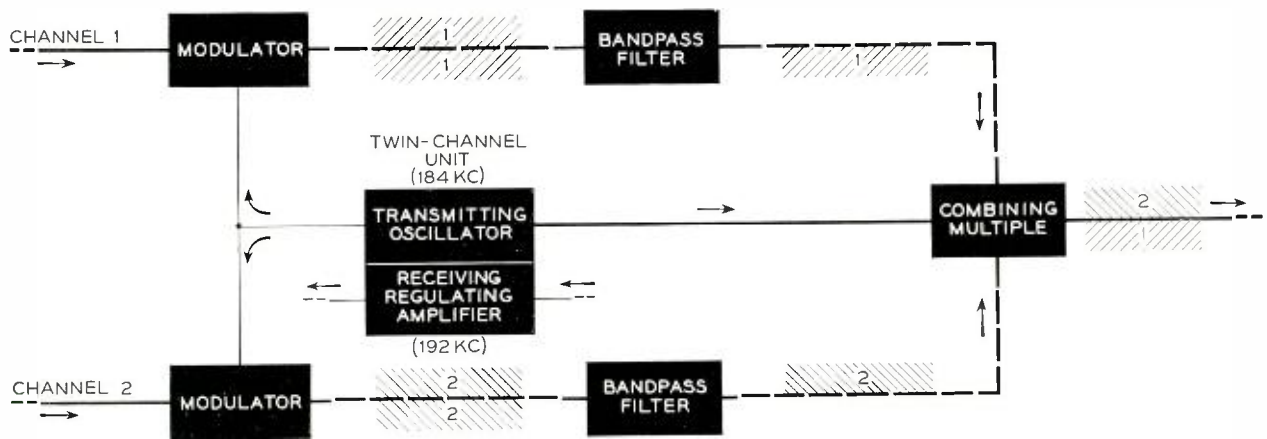 CHANNEL 1
MODULATOR
1
1
BANDPASS
FILTER
1
TWIN-CHANNEL
UNIT
(184 KC)
TRANSMITTING
OSCILLATOR
RECEIVING
REGULATING
AMPLIFIER
(192 KC)
COMBINING
MULTIPLE
2
1
CHANNEL 2
MODULATOR
2
2
BANDPASS
FILTER
2